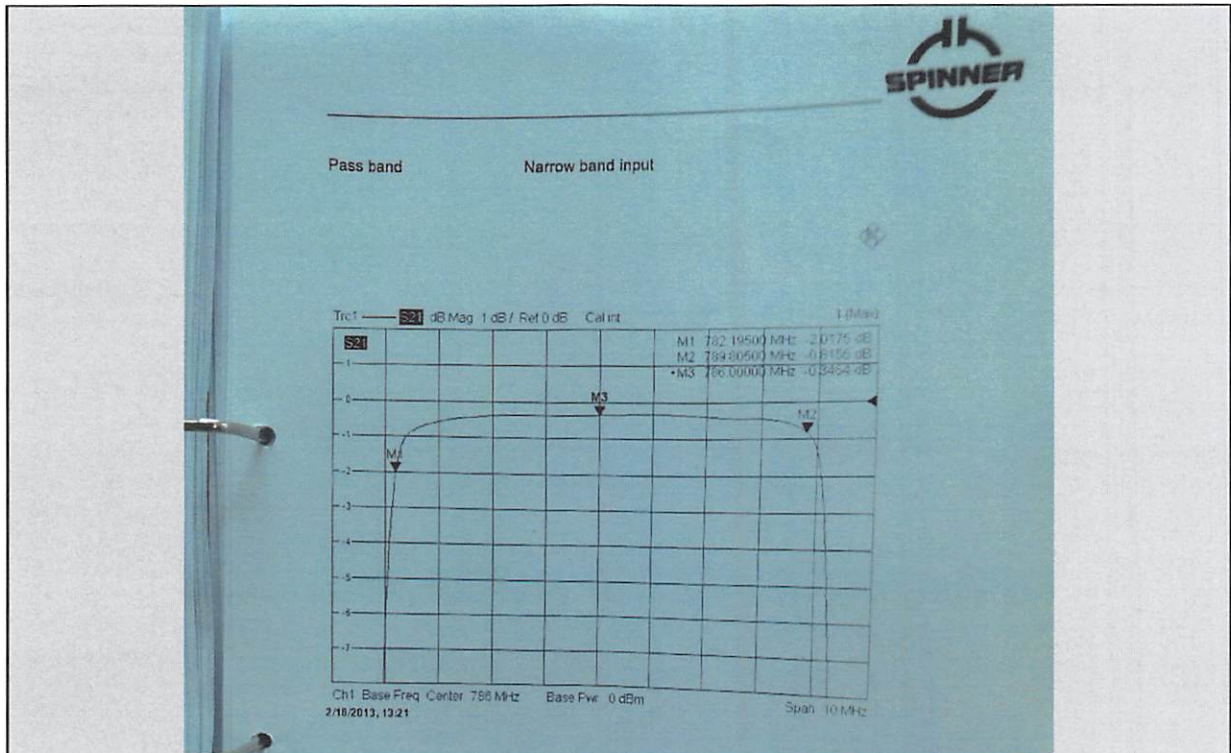 SPINNER
Pass band Narrow band input
Trc1 S21 dB Mag 1 dB / Ref 0 dB Cal int 1 (Max)
S21
M1 782.19500 MHz -2.0175 dB
M2 789.80500 MHz -0.8156 dB
•M3 786.00000 MHz -0.3454 dB
-1
0
M3
M2
-1
M1
-2
-3
-4
-5
-6
-7
Ch1 Base Freq Center 786 MHz Base Pwr 0 dBm Span 10 MHz
2/18/2013, 13:21